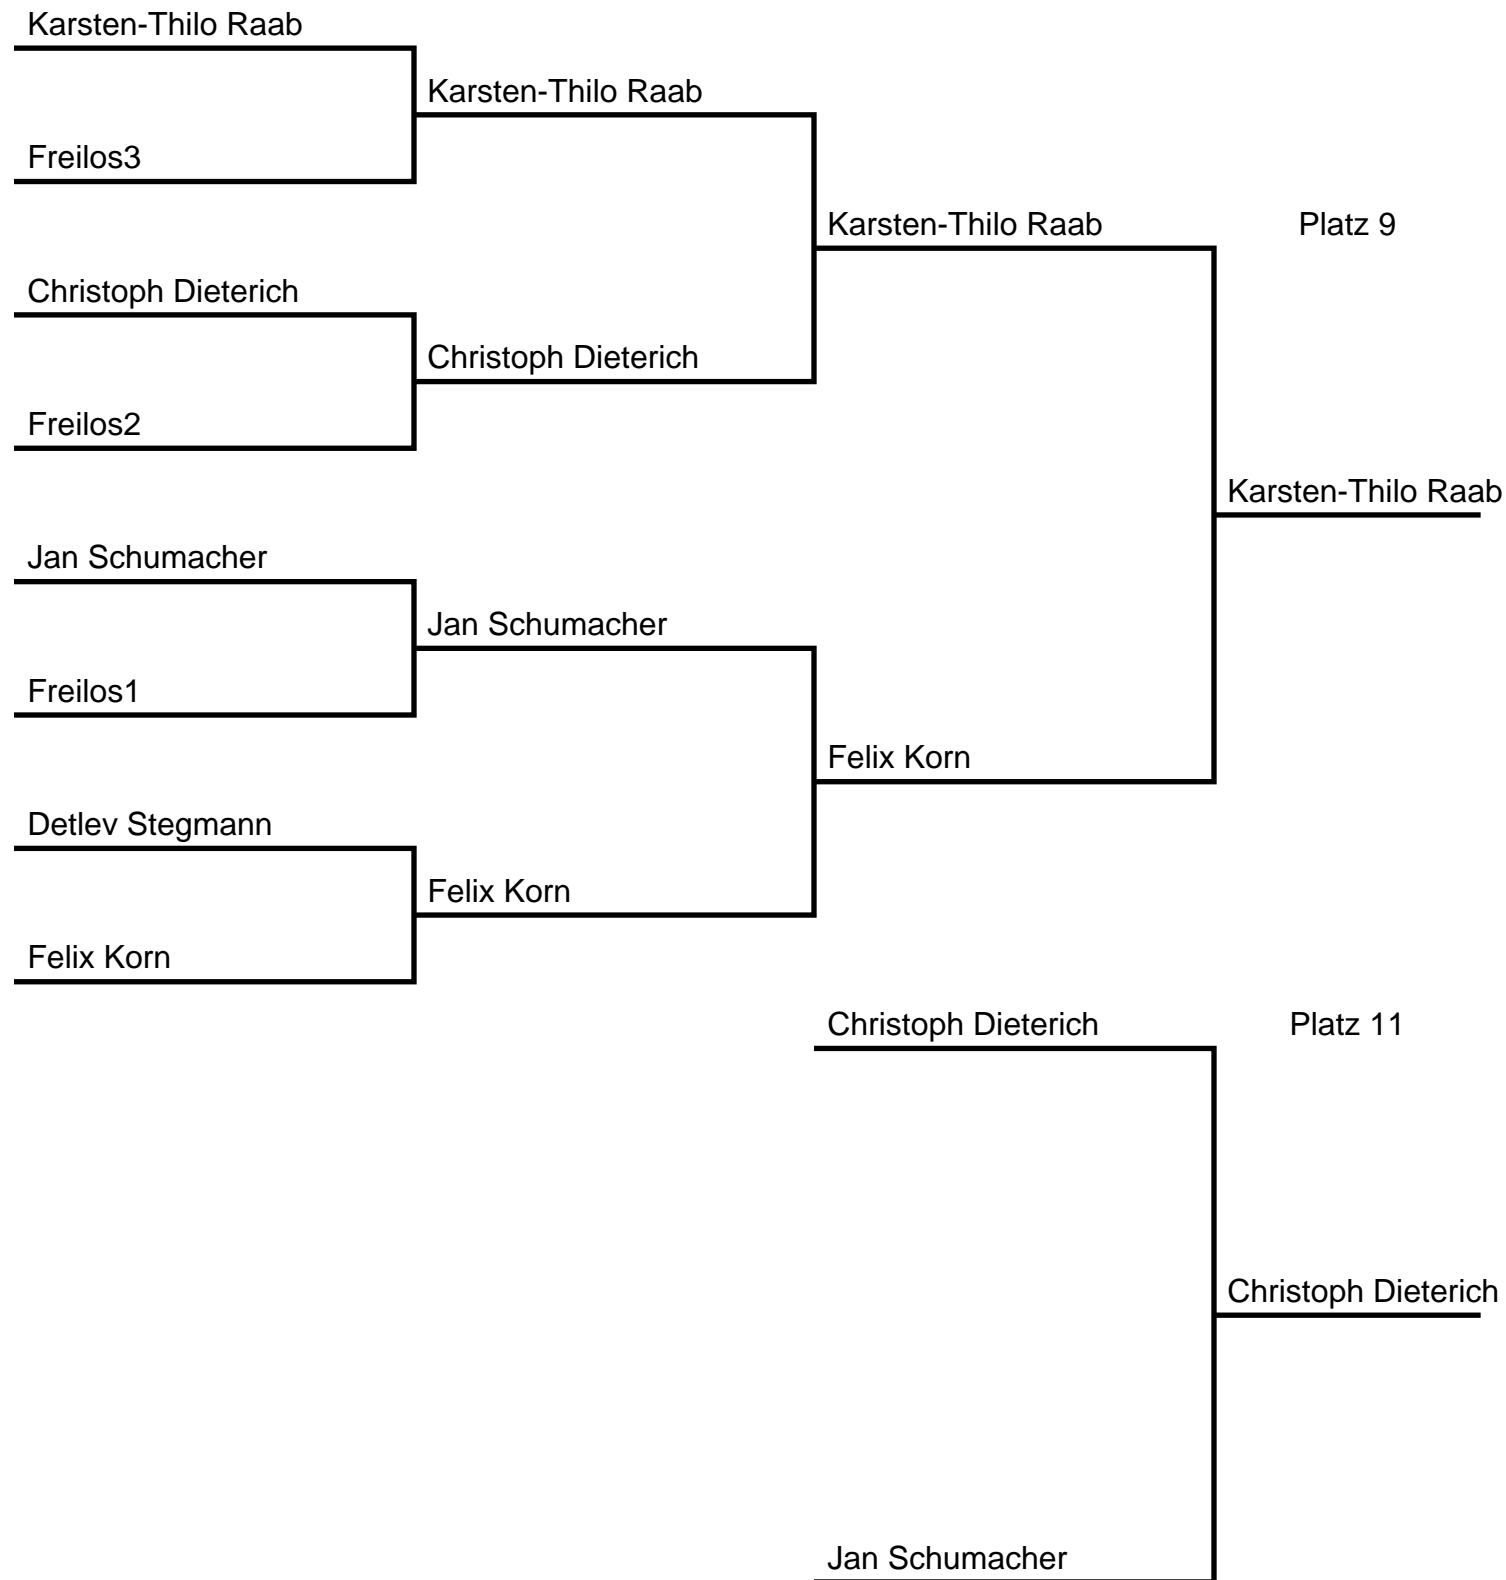 Karsten-Thilo Raab
Karsten-Thilo Raab
Freilos3
Karsten-Thilo Raab
Platz 9
Christoph Dieterich
Christoph Dieterich
Freilos2
Karsten-Thilo Raab
Jan Schumacher
Jan Schumacher
Freilos1
Felix Korn
Detlev Stegmann
Felix Korn
Felix Korn
Christoph Dieterich
Platz 11
Christoph Dieterich
Jan Schumacher